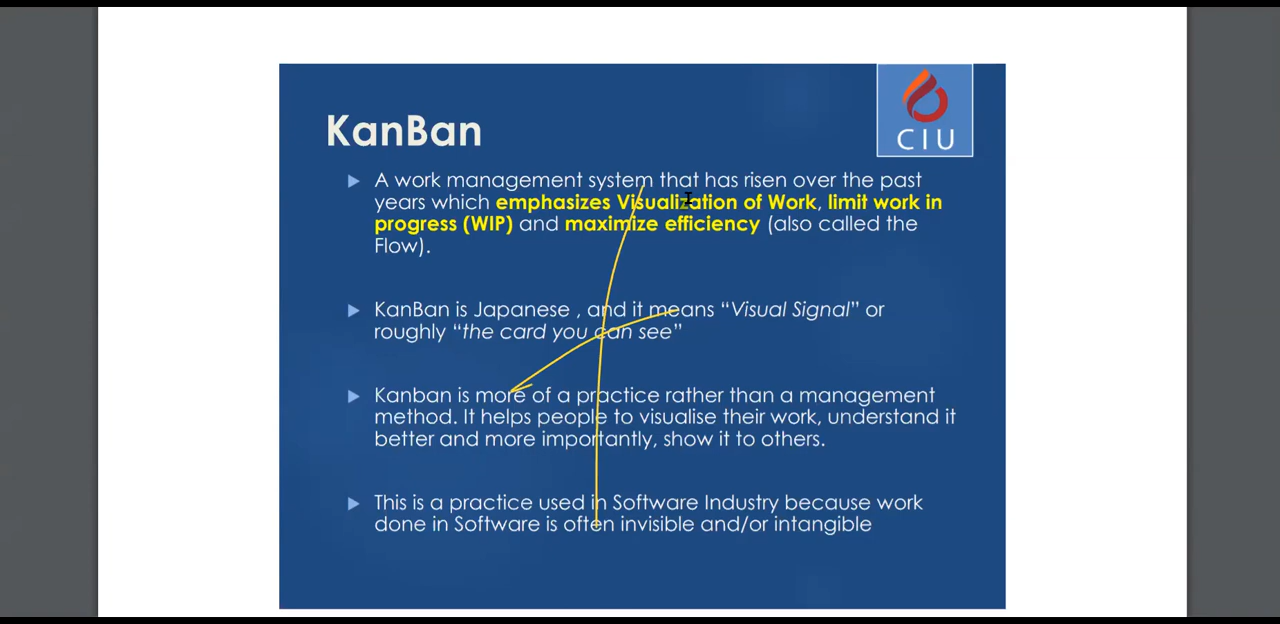 CIU
KanBan
A work management system that has risen over the past
years which emphasizes Visualization of Work, limit work in
progress (WIP) and maximize efficiency (also called the
Flow).
KanBan is Japanese , and it means “Visual Signal” or
roughly “the card you can see”
Kanban is more of a practice rather than a management
method. It helps people to visualise their work, understand it
better and more importantly, show it to others.
This is a practice used in Software Industry because work
done in Software is often invisible and/or intangible